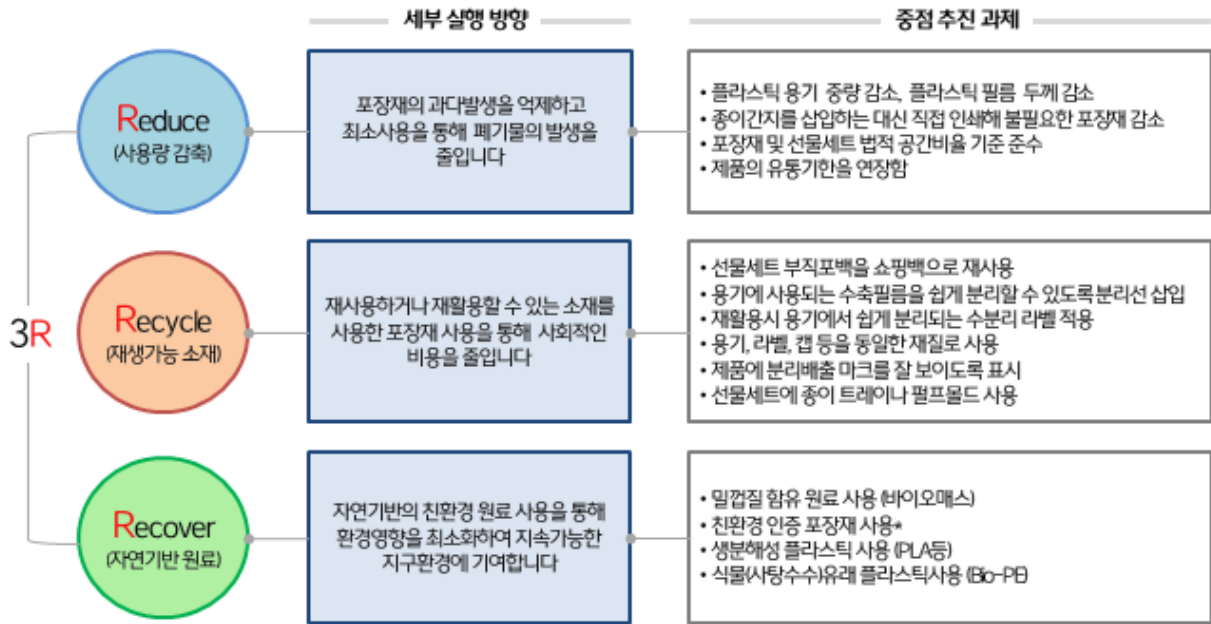 세부 실행 방향
중점 추진 과제
3R
Reduce
(사용량 감축)
포장재의 과다발생을 억제하고
최소사용을 통해 폐기물의 발생을
줄입니다
• 플라스틱 용기 중량 감소, 플라스틱 필름 두께 감소
• 종이간지를 삽입하는 대신 직접 인쇄해 불필요한 포장재 감소
• 포장재 및 선물세트 법적 공간비율 기준 준수
• 제품의 유통기한을 연장함
Recycle
(재생가능 소재)
재사용하거나 재활용할 수 있는 소재를
사용한 포장재 사용을 통해 사회적인
비용을 줄입니다
• 선물세트 부직포백을 쇼핑백으로 재사용
• 용기에 사용되는 수축필름을 쉽게 분리할 수 있도록 분리선 삽입
• 재활용시 용기에서 쉽게 분리되는 수분리 라벨 적용
• 용기, 라벨, 캡 등을 동일한 재질로 사용
• 제품에 분리배출 마크를 잘 보이도록 표시
• 선물세트에 종이 트레이나 펄프몰드 사용
Recover
(자연기반 원료)
자연기반의 친환경 원료 사용을 통해
환경영향을 최소화하여 지속가능한
지구환경에 기여합니다
• 밀껍질 함유 원료 사용 (바이오매스)
• 친환경 인증 포장재 사용*
• 생분해성 플라스틱 사용 (PLA등)
• 식물(사탕수수)유래 플라스틱사용 (Bio-PE)